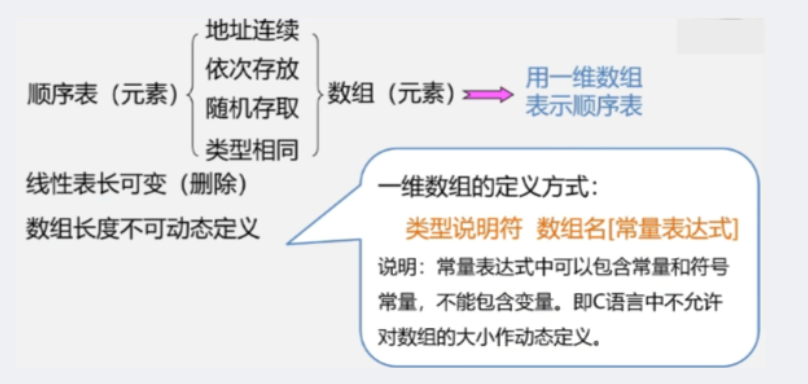 地址连续
依次存放
顺序表（元素）
随机存取
类型相同
数组（元素）
用一维数组
表示顺序表
线性表长可变（删除）
数组长度不可动态定义
一维数组的定义方式：
类型说明符 数组名[常量表达式]
说明：常量表达式中可以包含常量和符号
常量，不能包含变量。即C语言中不允许
对数组的大小作动态定义。